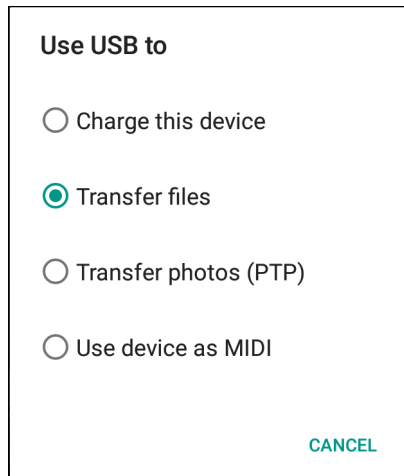 Use USB to
Charge this device
Transfer files
Transfer photos (PTP)
Use device as MIDI
CANCEL